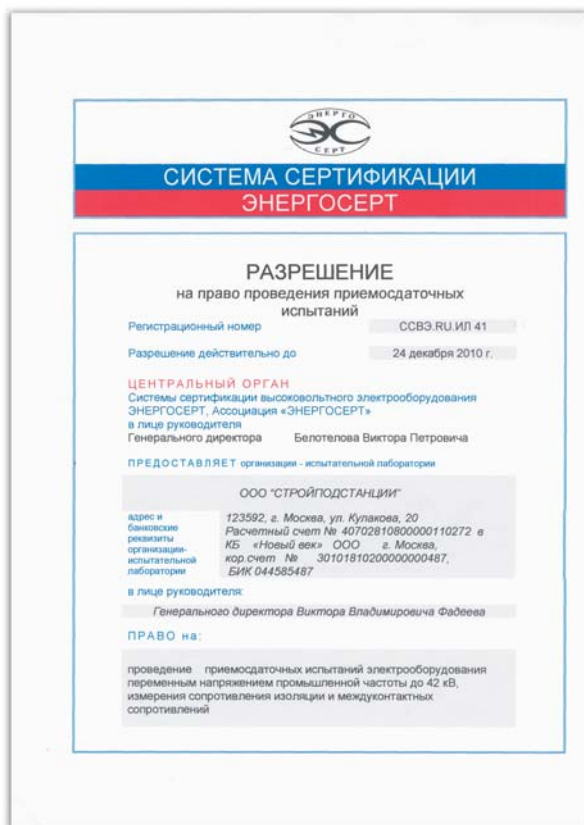 ЭНЕРГО
СЕРТ
СИСТЕМА СЕРТИФИКАЦИИ
ЭНЕРГОСЕРТ
РАЗРЕШЕНИЕ
на право проведения приемосдаточных
испытаний
Регистрационный номер ССВЭ.RU.ИЛ 41
Разрешение действительно до 24 декабря 2010 г.
ЦЕНТРАЛЬНЫЙ ОРГАН
Системы сертификации высоковольтного электрооборудования
ЭНЕРГОСЕРТ, Ассоциация «ЭНЕРГОСЕРТ»
в лице руководителя
Генерального директора Белотелова Виктора Петровича
ПРЕДОСТАВЛЯЕТ организации - испытательной лаборатории
ООО "СТРОЙПОДСТАНЦИИ"
адрес и
банковские
реквизиты
организации-
испытательной
лаборатории
123592, г. Москва, ул. Кулакова, 20
Расчетный счет № 40702810800000110272 в
КБ «Новый век» ООО г. Москва,
кор.счет № 30101810200000000487,
БИК 044585487
в лице руководителя:
Генерального директора Виктора Владимировича Фадеева
ПРАВО на:
проведение приемосдаточных испытаний электрооборудования
переменным напряжением промышленной частоты до 42 кВ,
измерения сопротивления изоляции и междуконтактных
сопротивлений